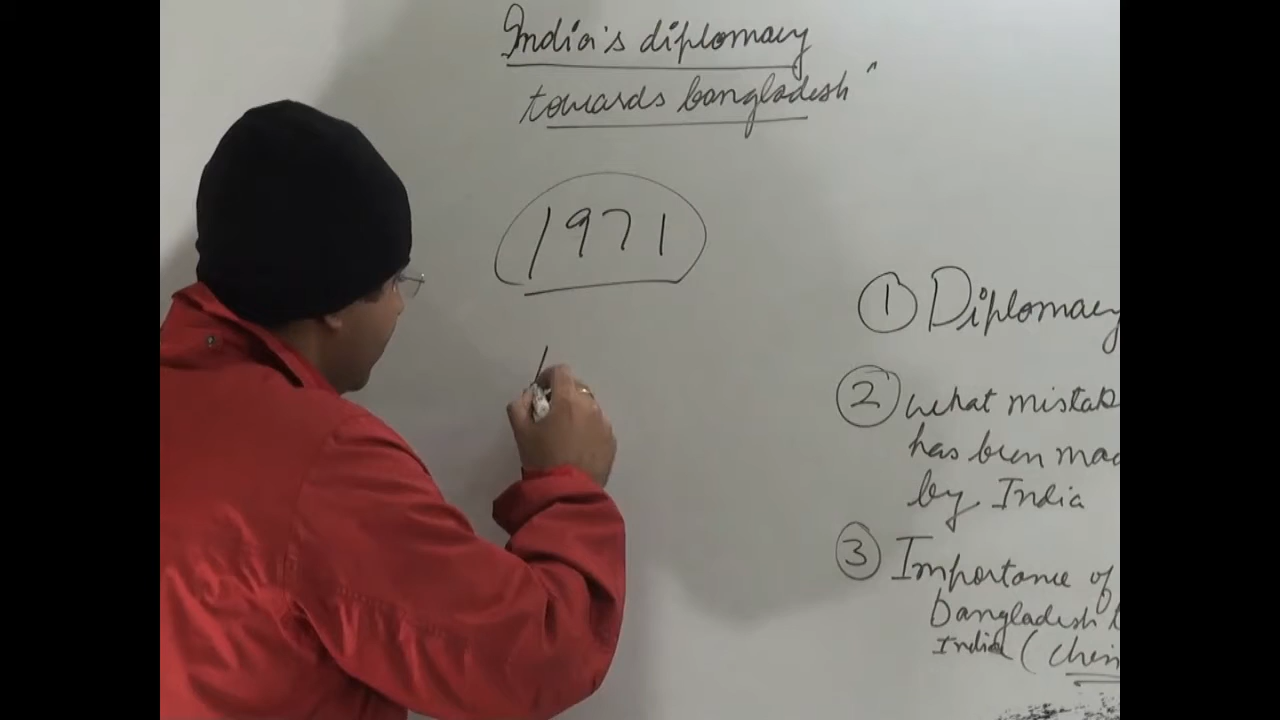 India's diplomacy
towards bangladesh"
1971
① Diplomacy
② what mistak
has been mad
by India
③ Importance of
bangladesh t
India ( chin